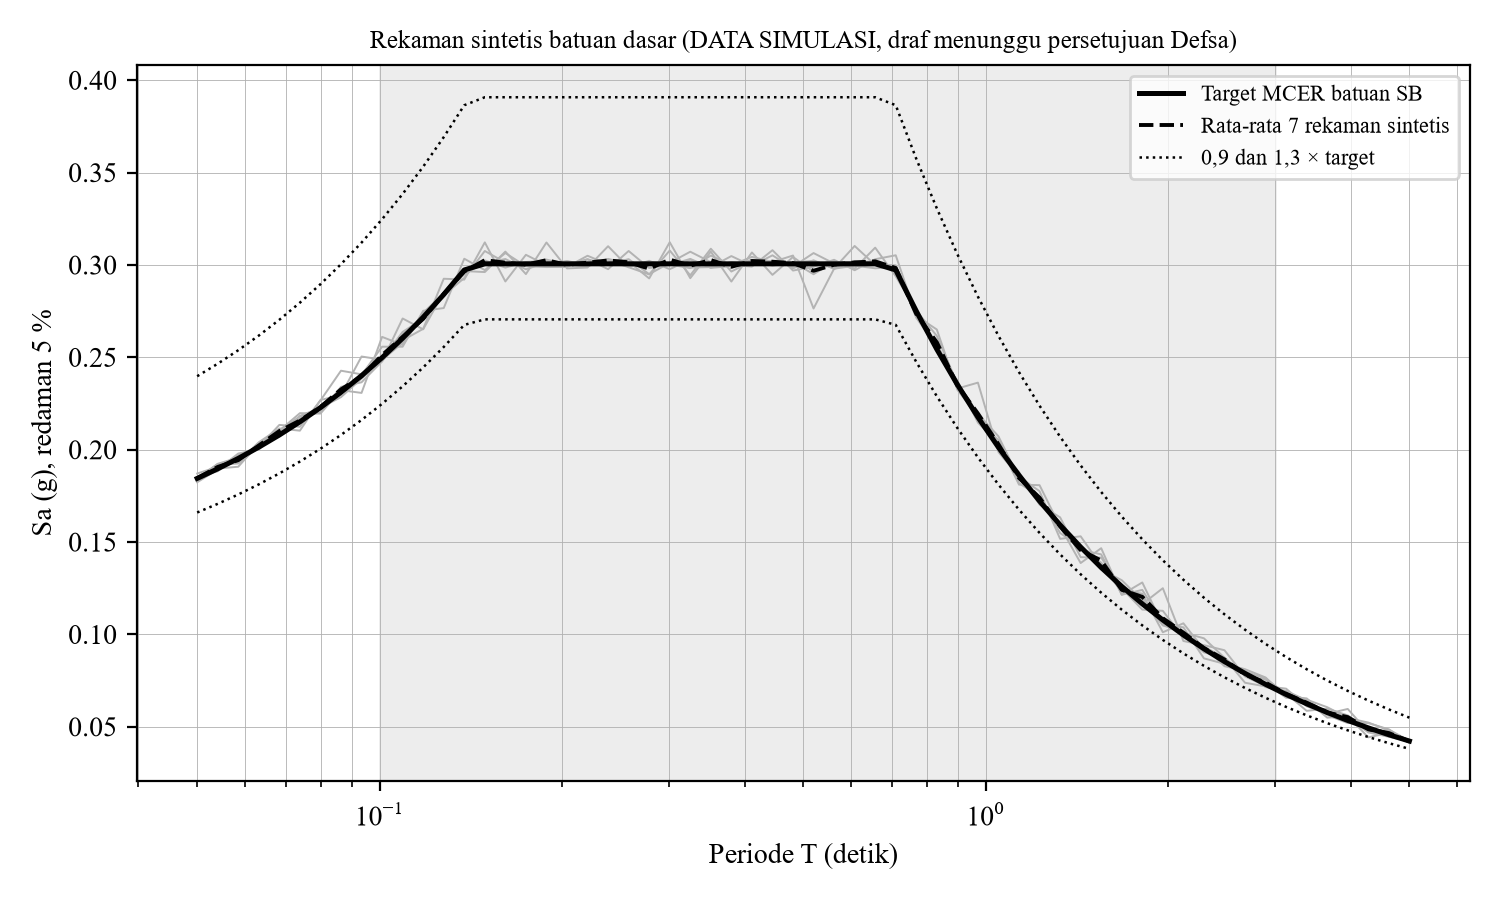 Rekaman sintetis batuan dasar (DATA SIMULASI, draf menunggu persetujuan Defsa)
Target MCER batuan SB
Rata-rata 7 rekaman sintetis
0,9 dan 1,3 × target
Sa (g), redaman 5 %
0.40
0.35
0.30
0.25
0.20
0.15
0.10
0.05
10⁻¹
10⁰
Periode T (detik)